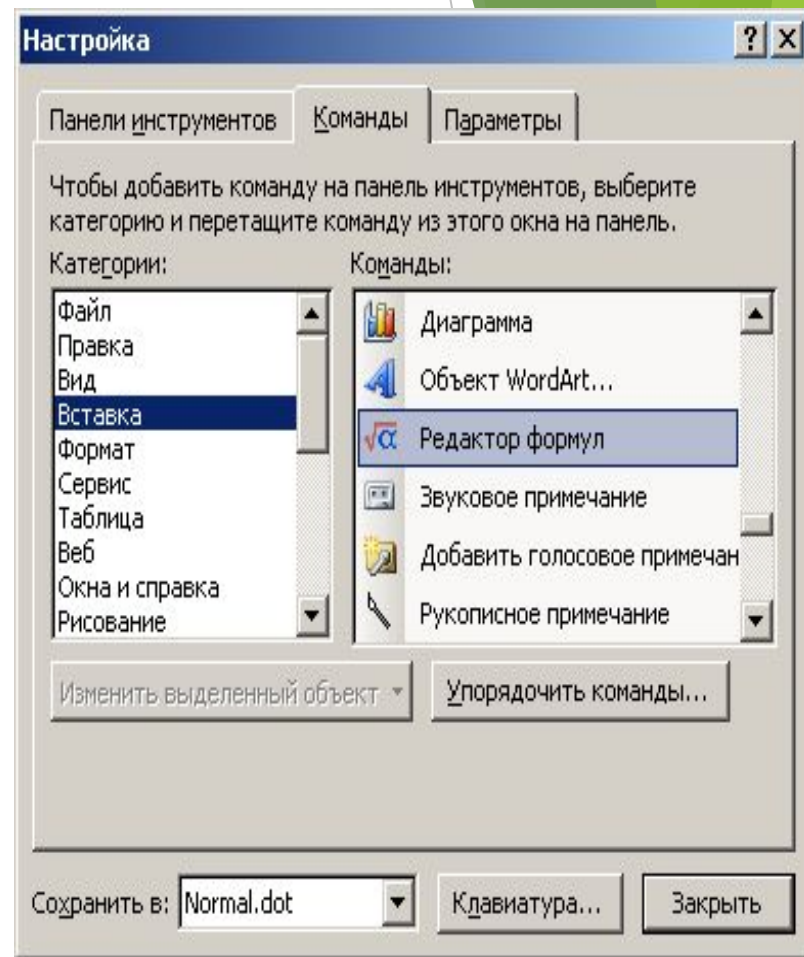 Настройка
Панели инструментов
Команды
Параметры
Чтобы добавить команду на панель инструментов, выберите
категорию и перетащите команду из этого окна на панель.
Категории:
Команды:
Файл
Правка
Вид
Вставка
Формат
Сервис
Таблица
Веб
Окна и справка
Рисование
Диаграмма
Объект WordArt...
√α Редактор формул
Звуковое примечание
Добавить голосовое примечан
Рукописное примечание
Изменить выделенный объект
Упорядочить команды...
Сохранить в: Normal.dot
Клавиатура...
Закрыть